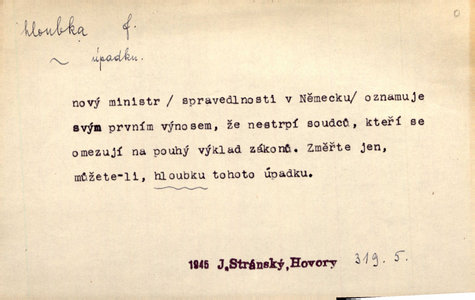 hloubka f.
~ úpadku.
0
nový ministr / spravedlnosti v Německu/ oznamuje
svým prvním výnosem, že nestrpí soudců, kteří se
omezují na pouhý výklad zákonů. Změřte jen,
můžete-li, hloubku tohoto úpadku.
1945 J.Stránský,Hovory 319. 5.